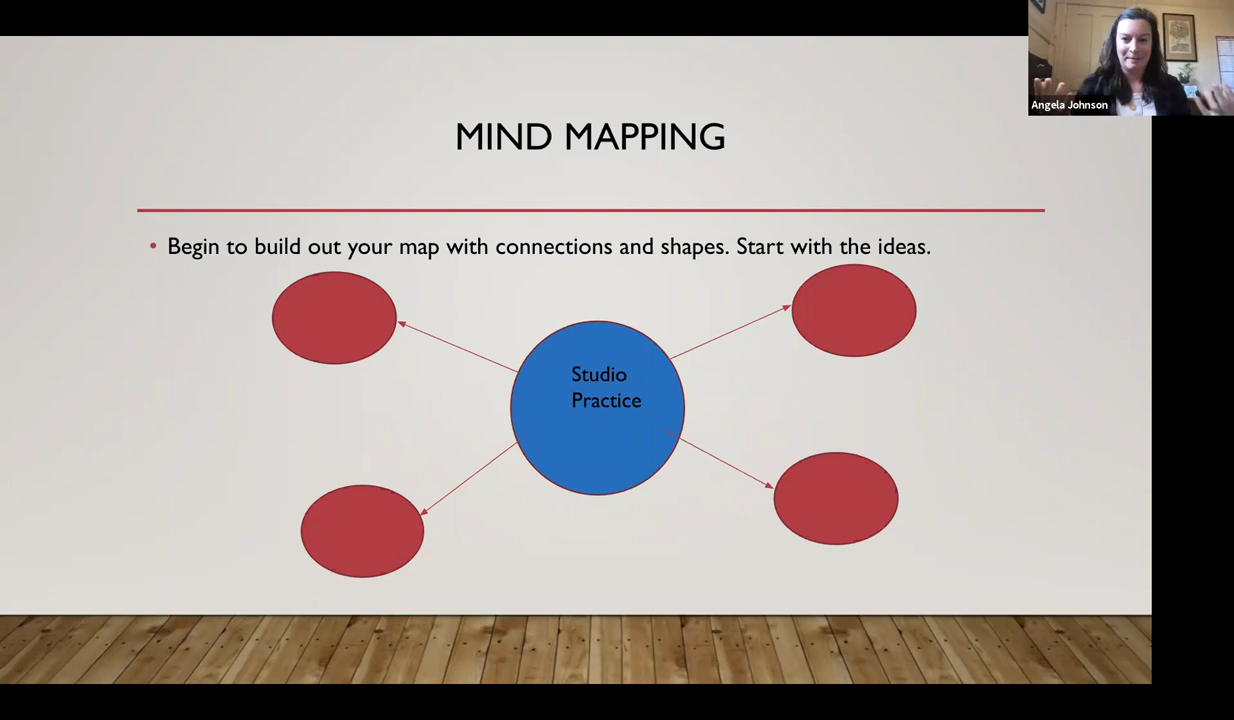 Angela Johnson
MIND MAPPING
• Begin to build out your map with connections and shapes. Start with the ideas.
Studio
Practice